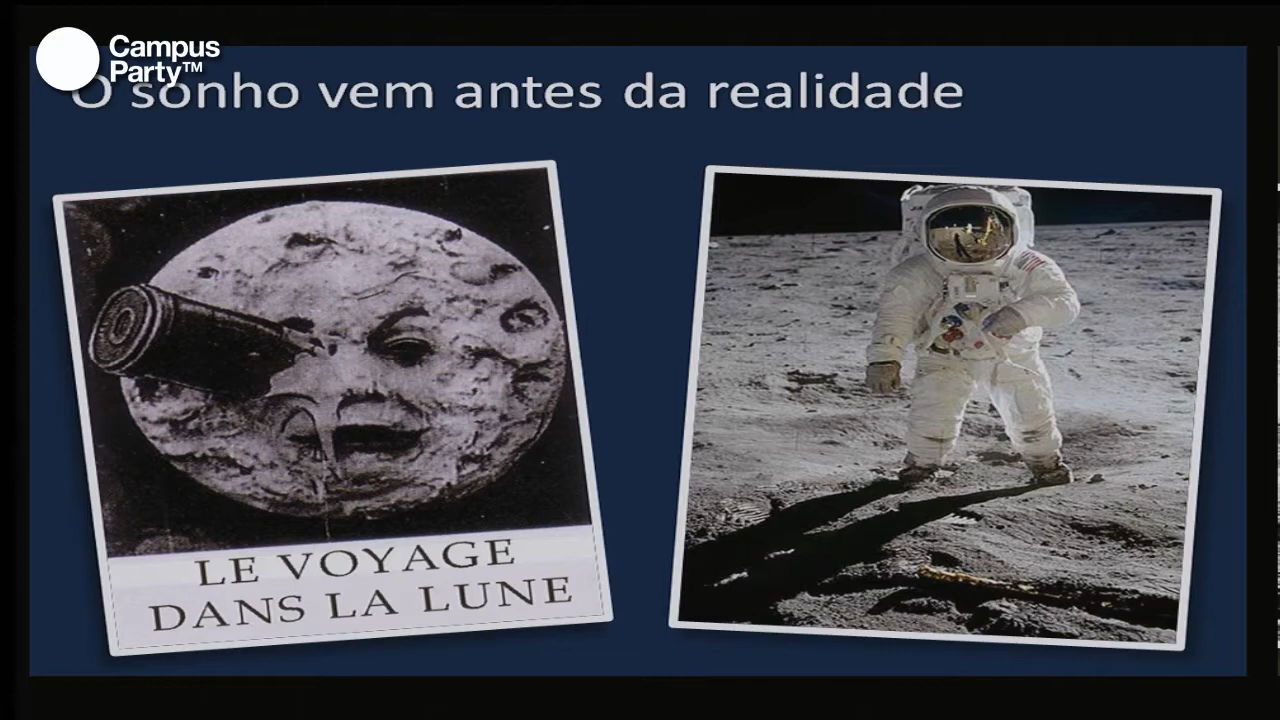 Campus
Party™
O sonho vem antes da realidade
LE VOYAGE
DANS LA LUNE